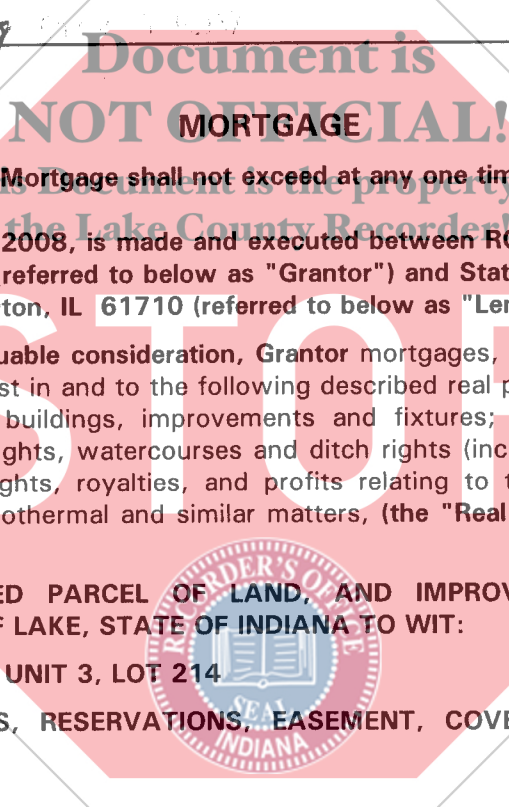 Document is
NOT OFFICIAL!
MORTGAGE
Mortgage shall not exceed at any one tim
is Document is the property
the Lake County Recorder!
2008, is made and executed between RO
(referred to below as "Grantor") and Stat
ton, IL 61710 (referred to below as "Len
uable consideration, Grantor mortgages,
st in and to the following described real p
buildings, improvements and fixtures;
ghts, watercourses and ditch rights (inc
ghts, royalties, and profits relating to t
othermal and similar matters, (the "Real
STOP
ED PARCEL OF LAND, AND IMPROV
F LAKE, STATE OF INDIANA TO WIT:
UNIT 3, LOT 214
S, RESERVATIONS, EASEMENT, COVE
RECORDER'S OFFICE
SEAL
INDIANA